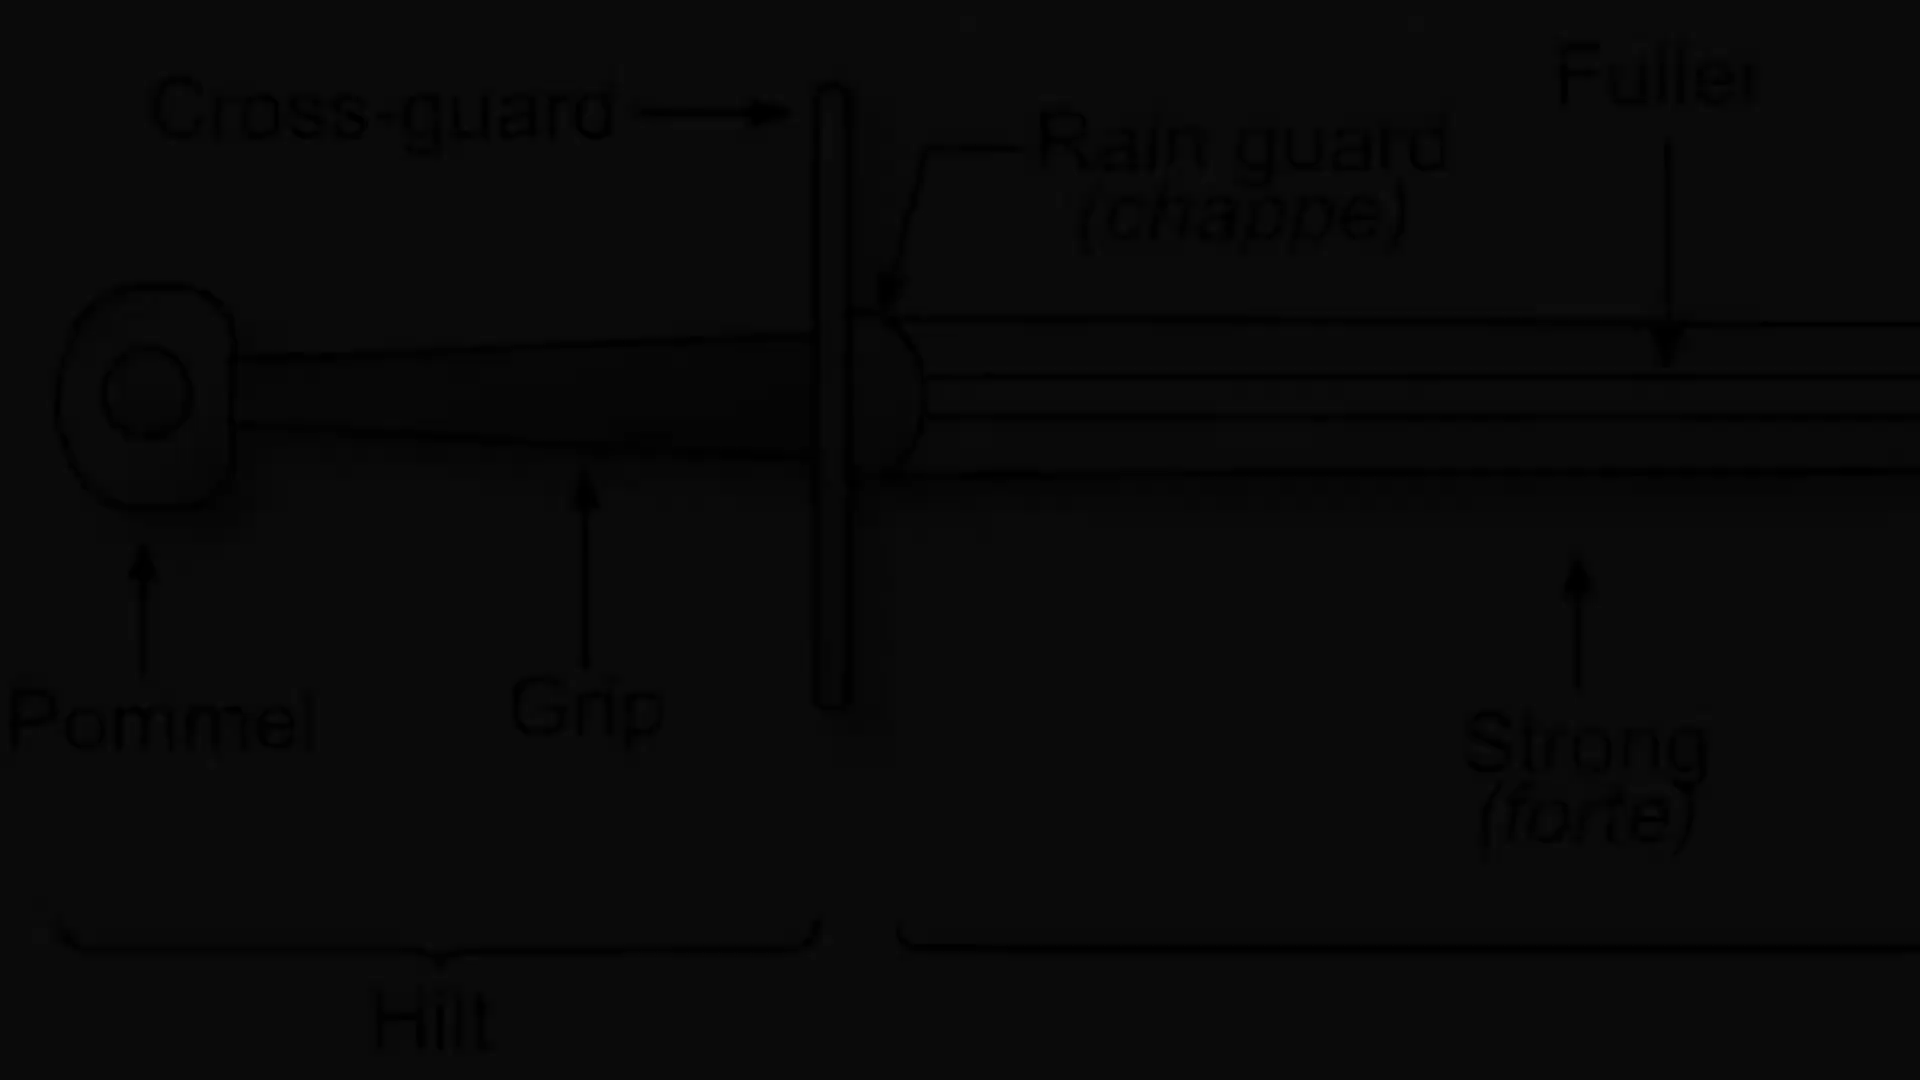 Fuller
Cross-guard
Rain guard
(chappe)
Pommel
Grip
Strong
(forte)
Hilt